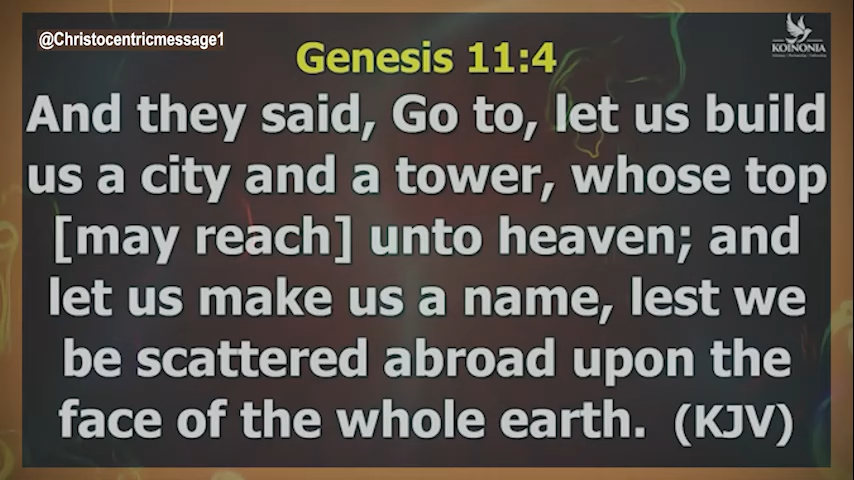 @Christocentricmessage1
KOINONIA
Genesis 11:4
And they said, Go to, let us build
us a city and a tower, whose top
[may reach] unto heaven; and
let us make us a name, lest we
be scattered abroad upon the
face of the whole earth. (KJV)